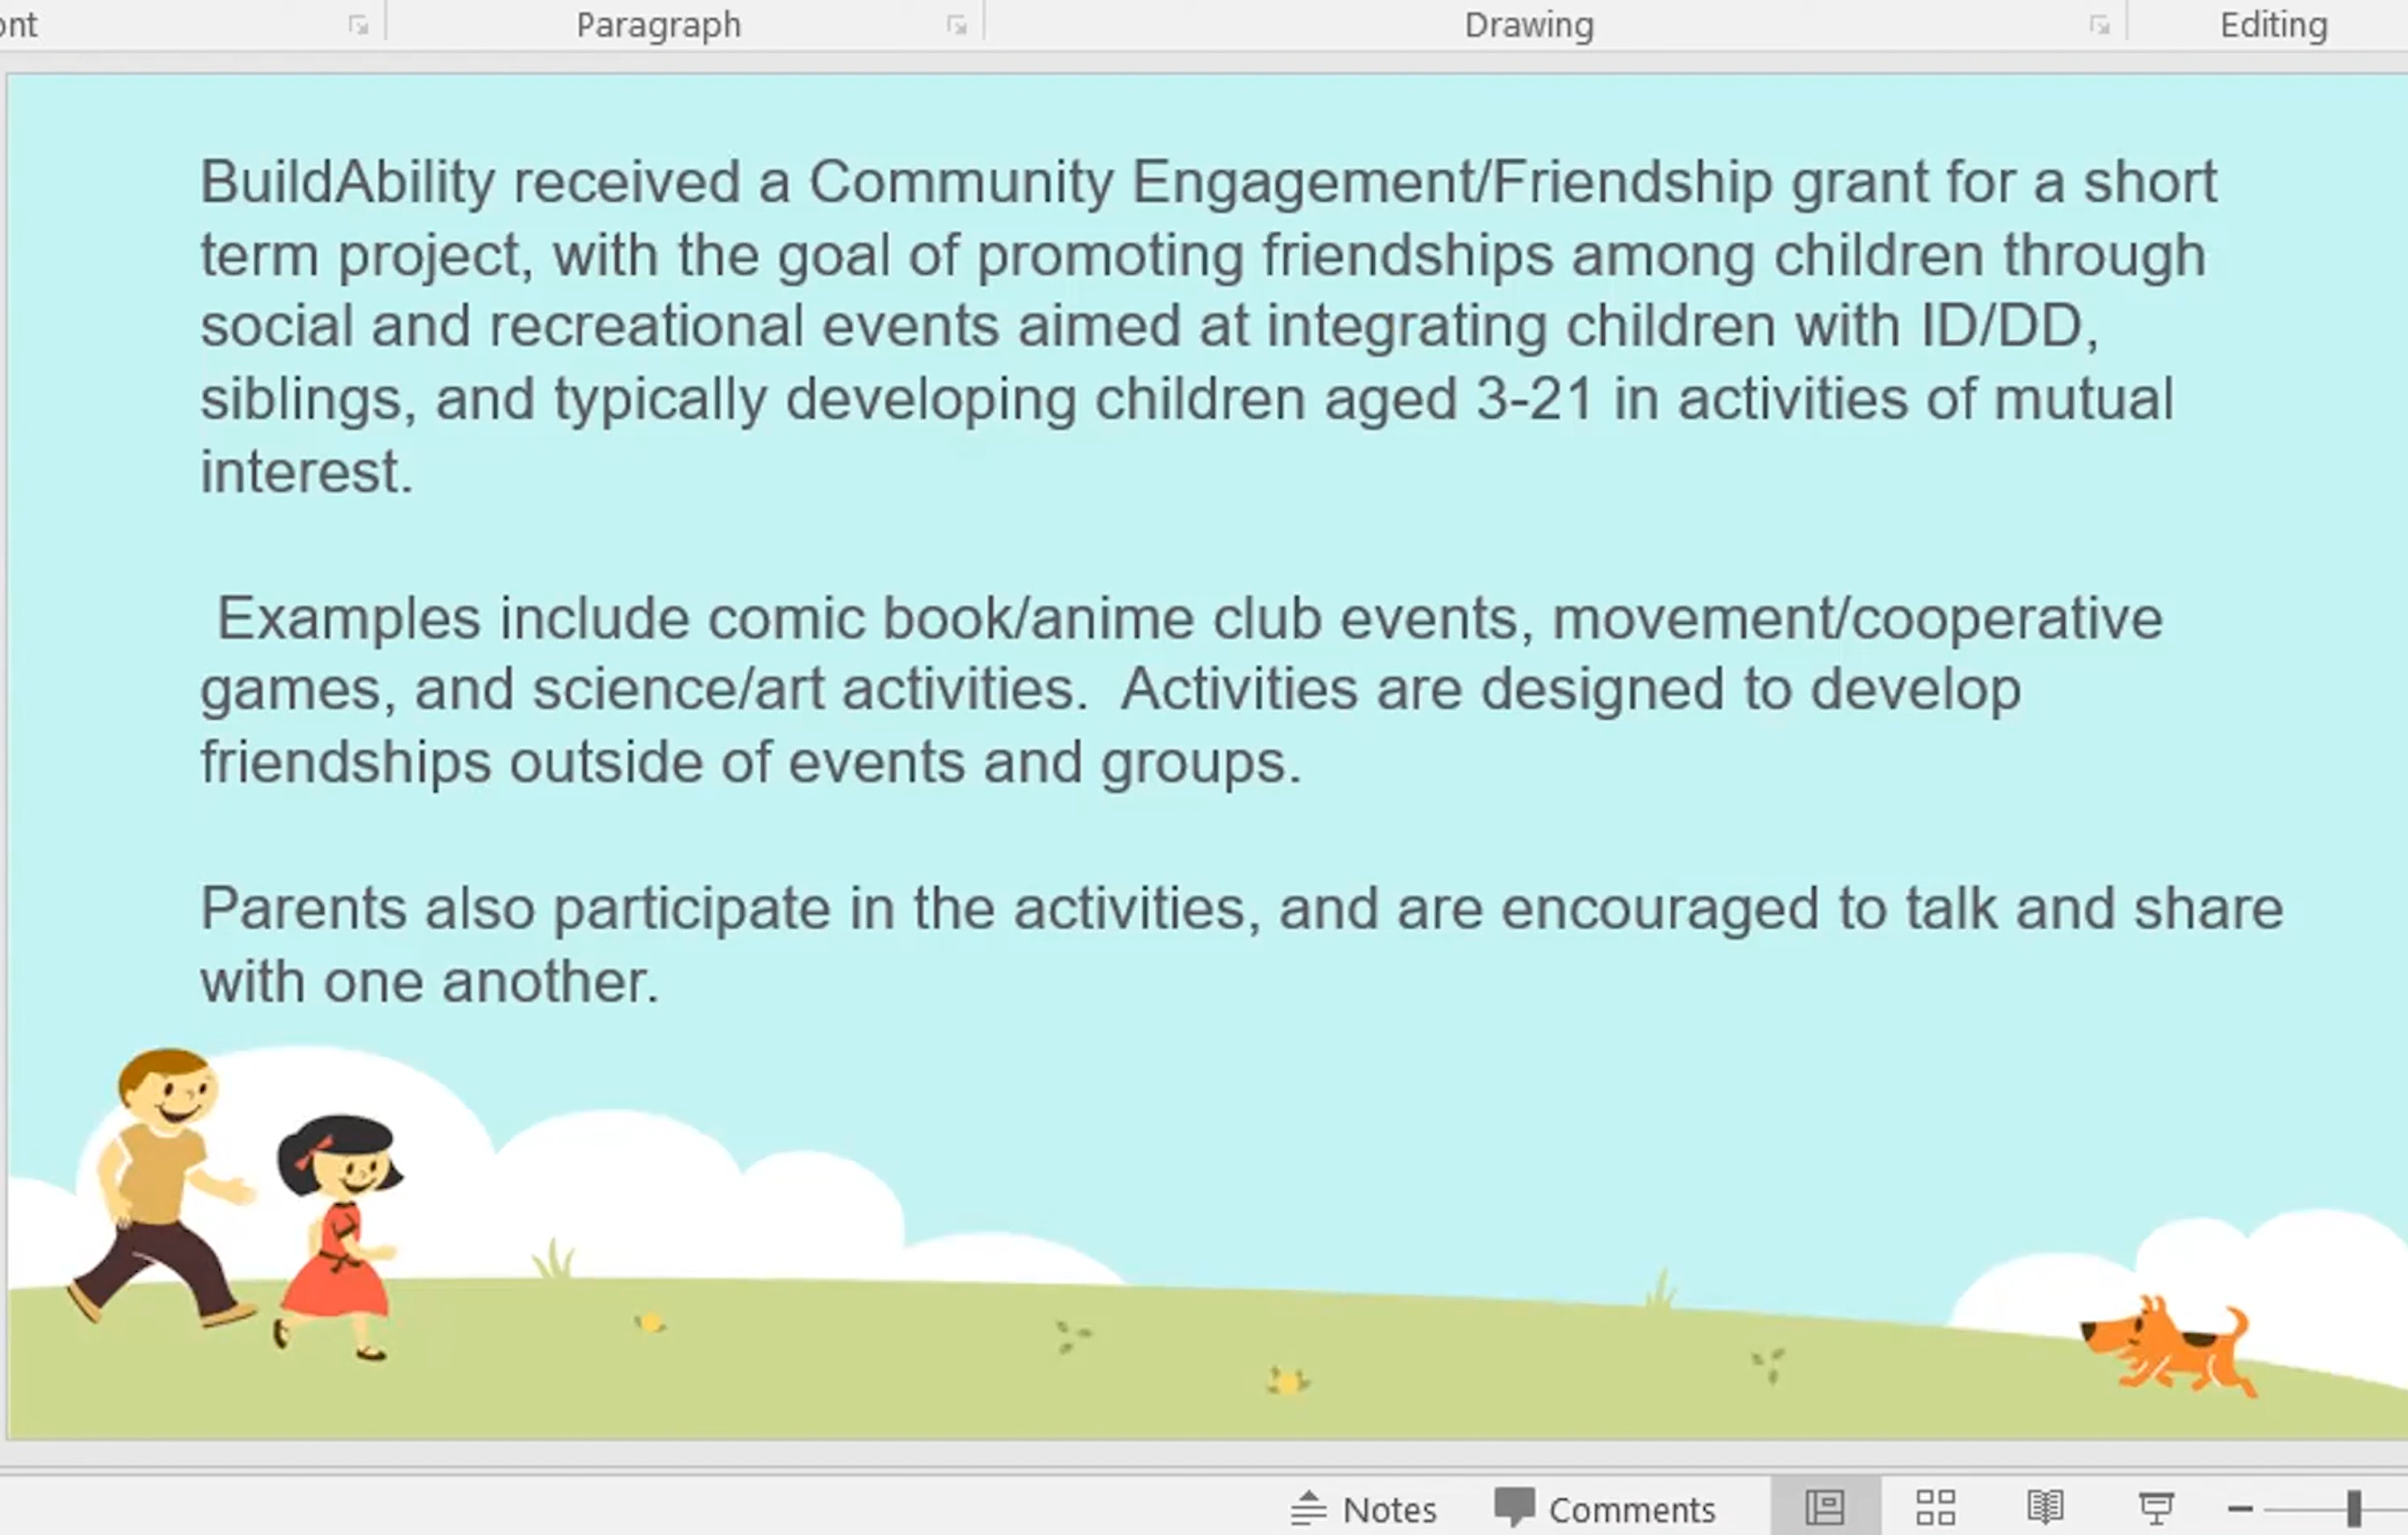 Paragraph
Drawing
Editing
BuildAbility received a Community Engagement/Friendship grant for a short
term project, with the goal of promoting friendships among children through
social and recreational events aimed at integrating children with ID/DD,
siblings, and typically developing children aged 3-21 in activities of mutual
interest.
Examples include comic book/anime club events, movement/cooperative
games, and science/art activities.  Activities are designed to develop
friendships outside of events and groups.
Parents also participate in the activities, and are encouraged to talk and share
with one another.
Notes
Comments